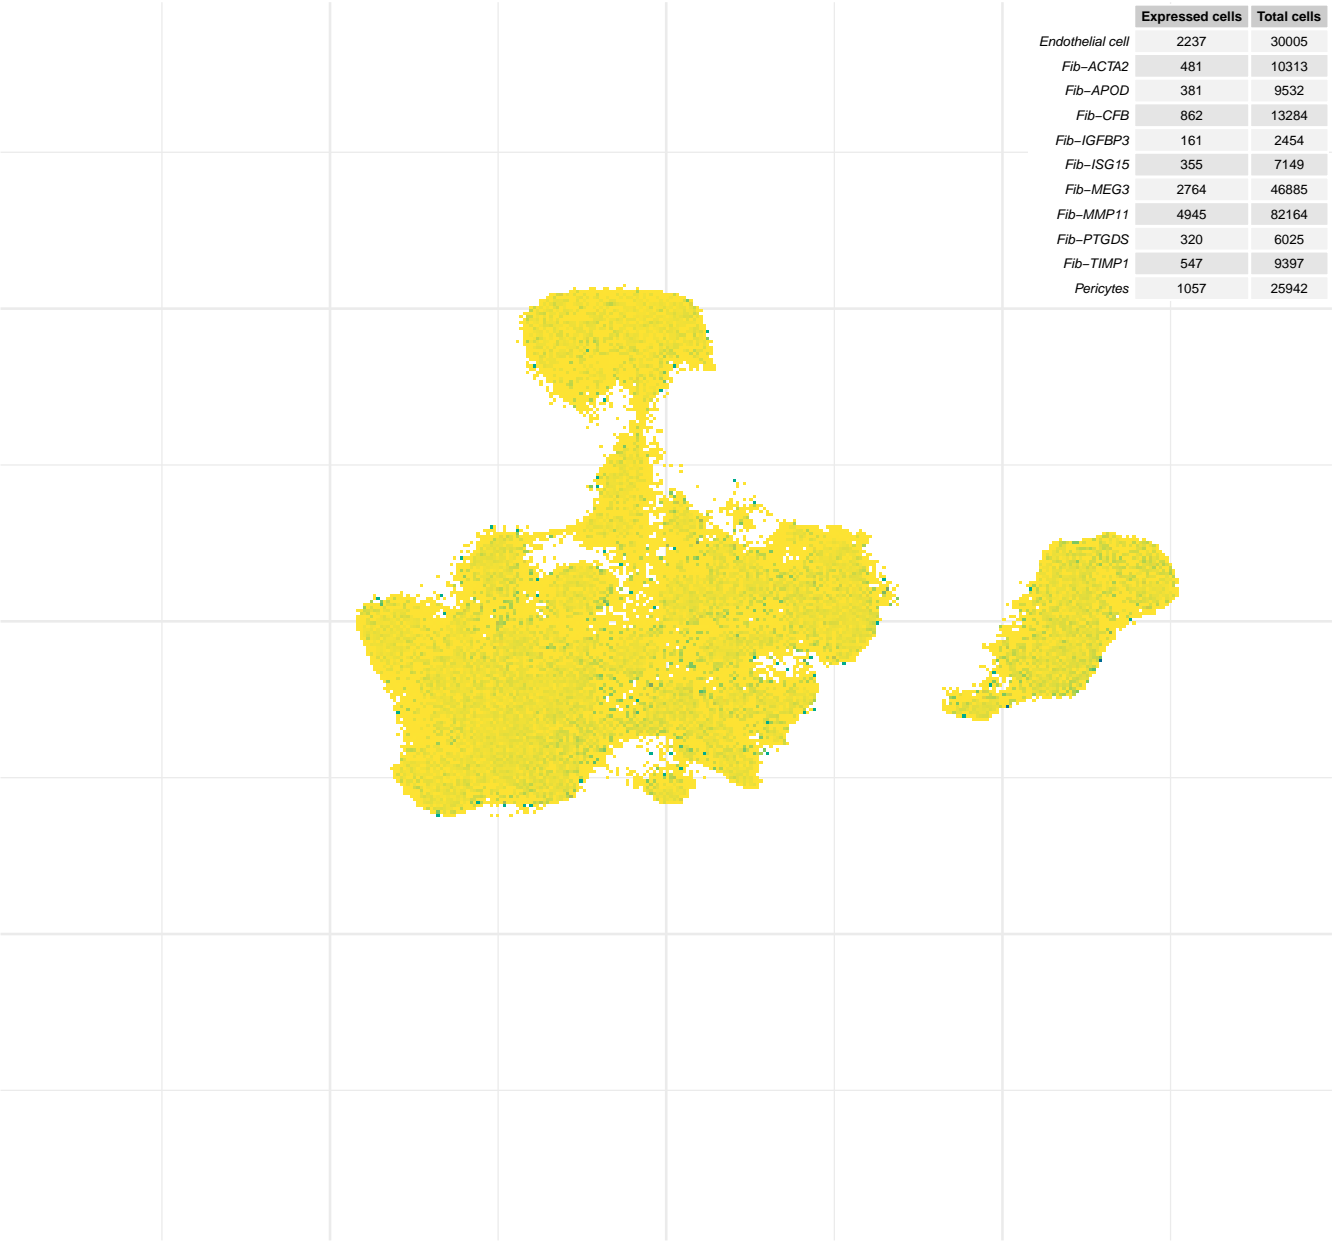 Expressed cells Total cells
Endothelial cell 2237 30005
Fib−ACTA2 481 10313
Fib−APOD 381 9532
Fib−CFB 862 13284
Fib−IGFBP3 161 2454
Fib−ISG15 355 7149
Fib−MEG3 2764 46885
Fib−MMP11 4945 82164
Fib−PTGDS 320 6025
Fib−TIMP1 547 9397
Pericytes 1057 25942